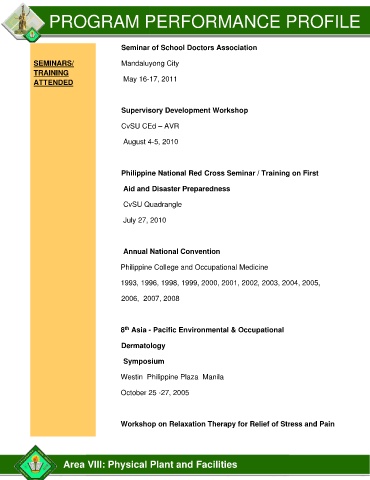 PROGRAM PERFORMANCE PROFILE
SEMINARS/
TRAINING
ATTENDED
Seminar of School Doctors Association
Mandaluyong City
May 16-17, 2011
Supervisory Development Workshop
CvSU CEd – AVR
August 4-5, 2010
Philippine National Red Cross Seminar / Training on First
Aid and Disaster Preparedness
CvSU Quadrangle
July 27, 2010
Annual National Convention
Philippine College and Occupational Medicine
1993, 1996, 1998, 1999, 2000, 2001, 2002, 2003, 2004, 2005,
2006, 2007, 2008
8th Asia - Pacific Environmental & Occupational
Dermatology
Symposium
Westin Philippine Plaza Manila
October 25 -27, 2005
Workshop on Relaxation Therapy for Relief of Stress and Pain
Area VIII: Physical Plant and Facilities